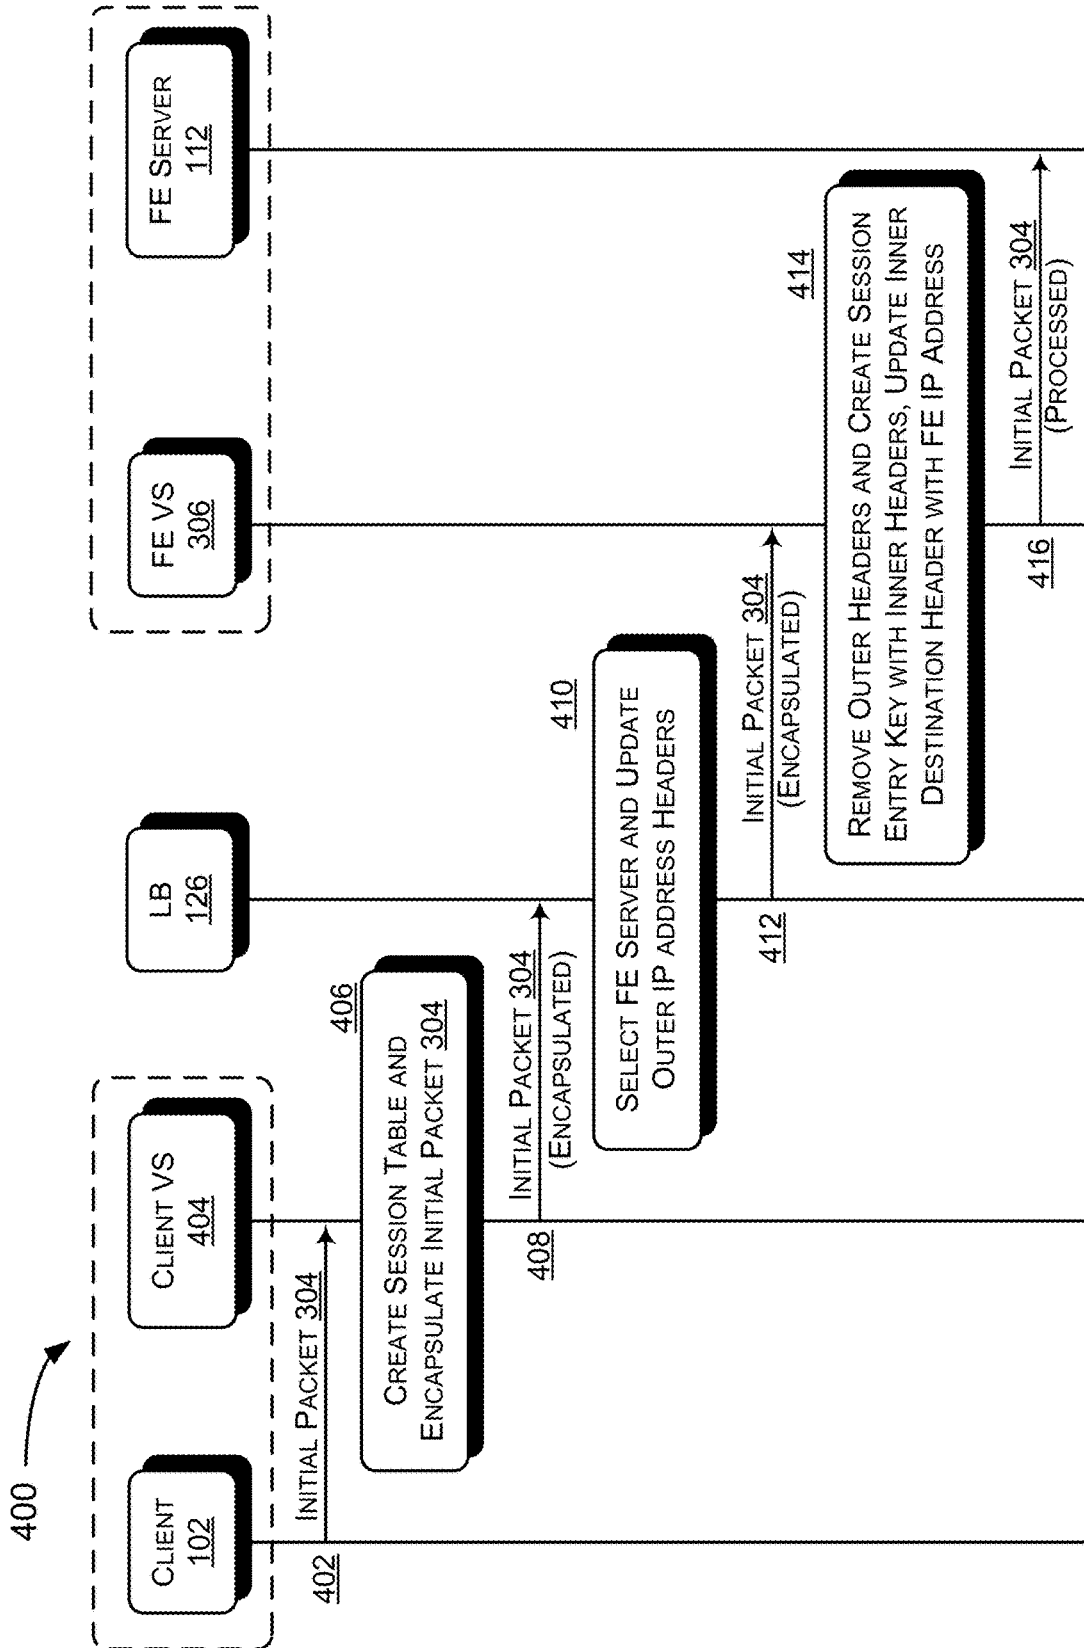 400
CLIENT
102
CLIENT VS
404
LB
126
FE VS
306
FE SERVER
112
INITIAL PACKET 304
402
406
CREATE SESSION TABLE AND
ENCAPSULATE INITIAL PACKET 304
INITIAL PACKET 304
(ENCAPSULATED)
408
410
SELECT FE SERVER AND UPDATE
OUTER IP ADDRESS HEADERS
INITIAL PACKET 304
(ENCAPSULATED)
412
414
REMOVE OUTER HEADERS AND CREATE SESSION
ENTRY KEY WITH INNER HEADERS, UPDATE INNER
DESTINATION HEADER WITH FE IP ADDRESS
INITIAL PACKET 304
(PROCESSED)
416